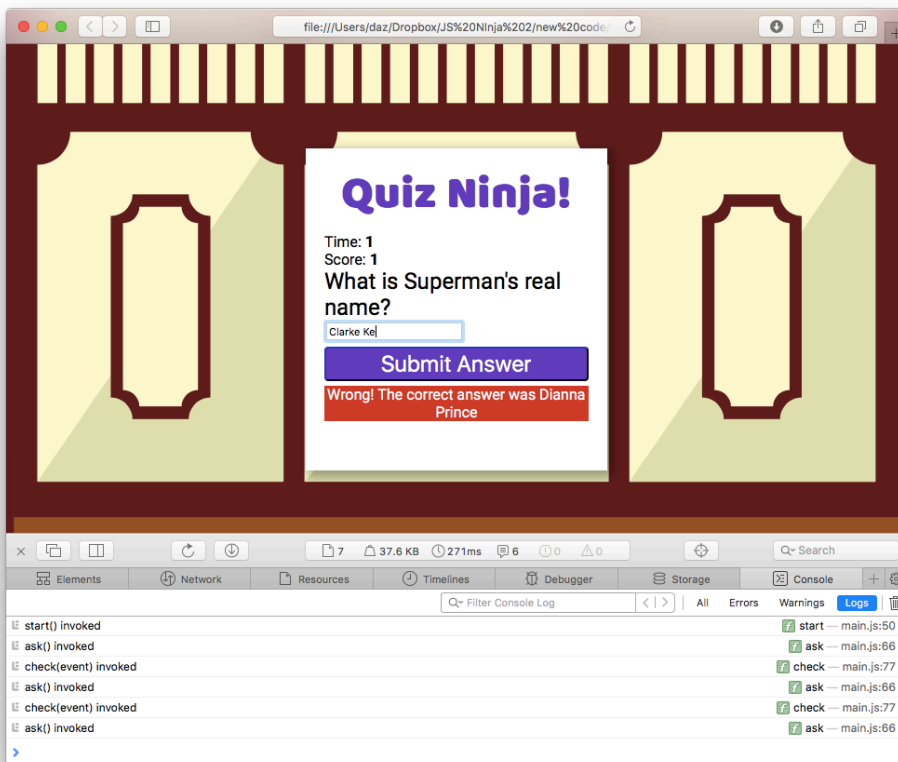 file:///Users/daz/Dropbox/JS%20NInja%202/new%20code/
Quiz Ninja!
Time: 1
Score: 1
What is Superman's real
name?
Clarke Ke
Submit Answer
Wrong! The correct answer was Dianna
Prince
7 37.6 KB 271ms 6 0 0 Search
Elements Network Resources Timelines Debugger Storage Console
Filter Console Log All Errors Warnings Logs
start() invoked f start — main.js:50
ask() invoked f ask — main.js:66
check(event) invoked f check — main.js:77
ask() invoked f ask — main.js:66
check(event) invoked f check — main.js:77
ask() invoked f ask — main.js:66